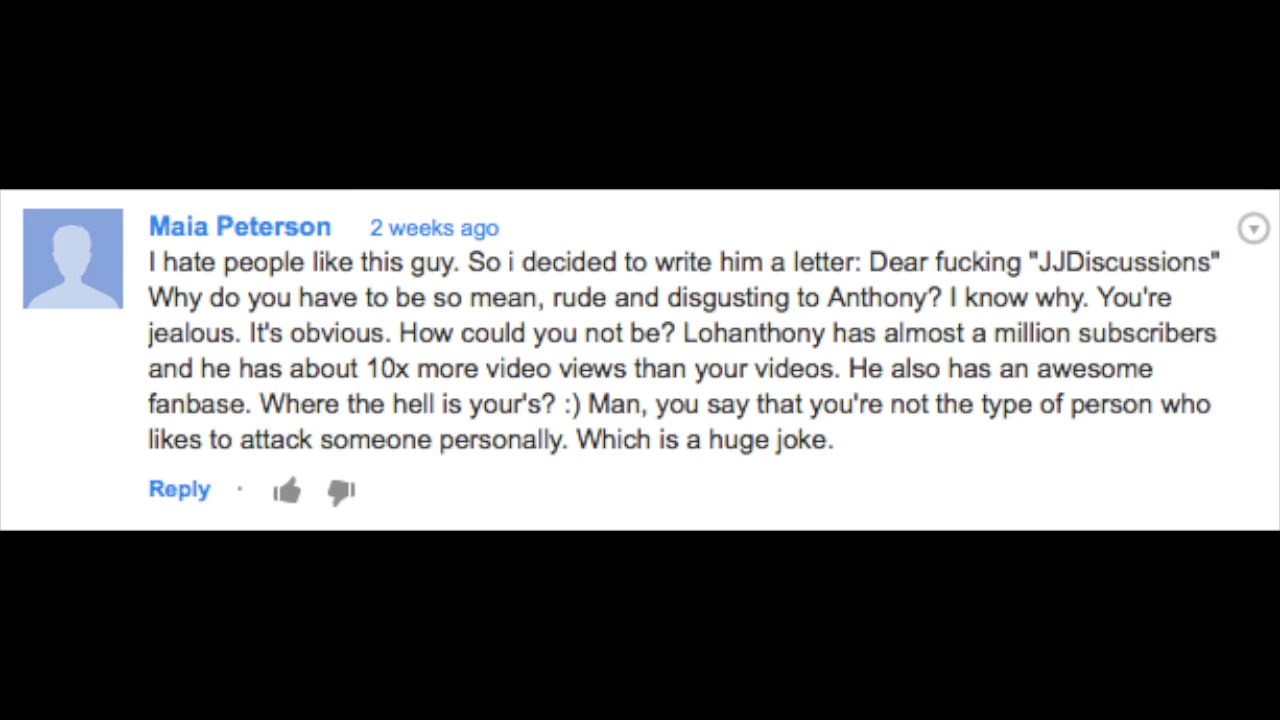 Maia Peterson 2 weeks ago
I hate people like this guy. So i decided to write him a letter: Dear fucking "JJDiscussions"
Why do you have to be so mean, rude and disgusting to Anthony? I know why. You're
jealous. It's obvious. How could you not be? Lohanthony has almost a million subscribers
and he has about 10x more video views than your videos. He also has an awesome
fanbase. Where the hell is your's? :) Man, you say that you're not the type of person who
likes to attack someone personally. Which is a huge joke.
Reply ·